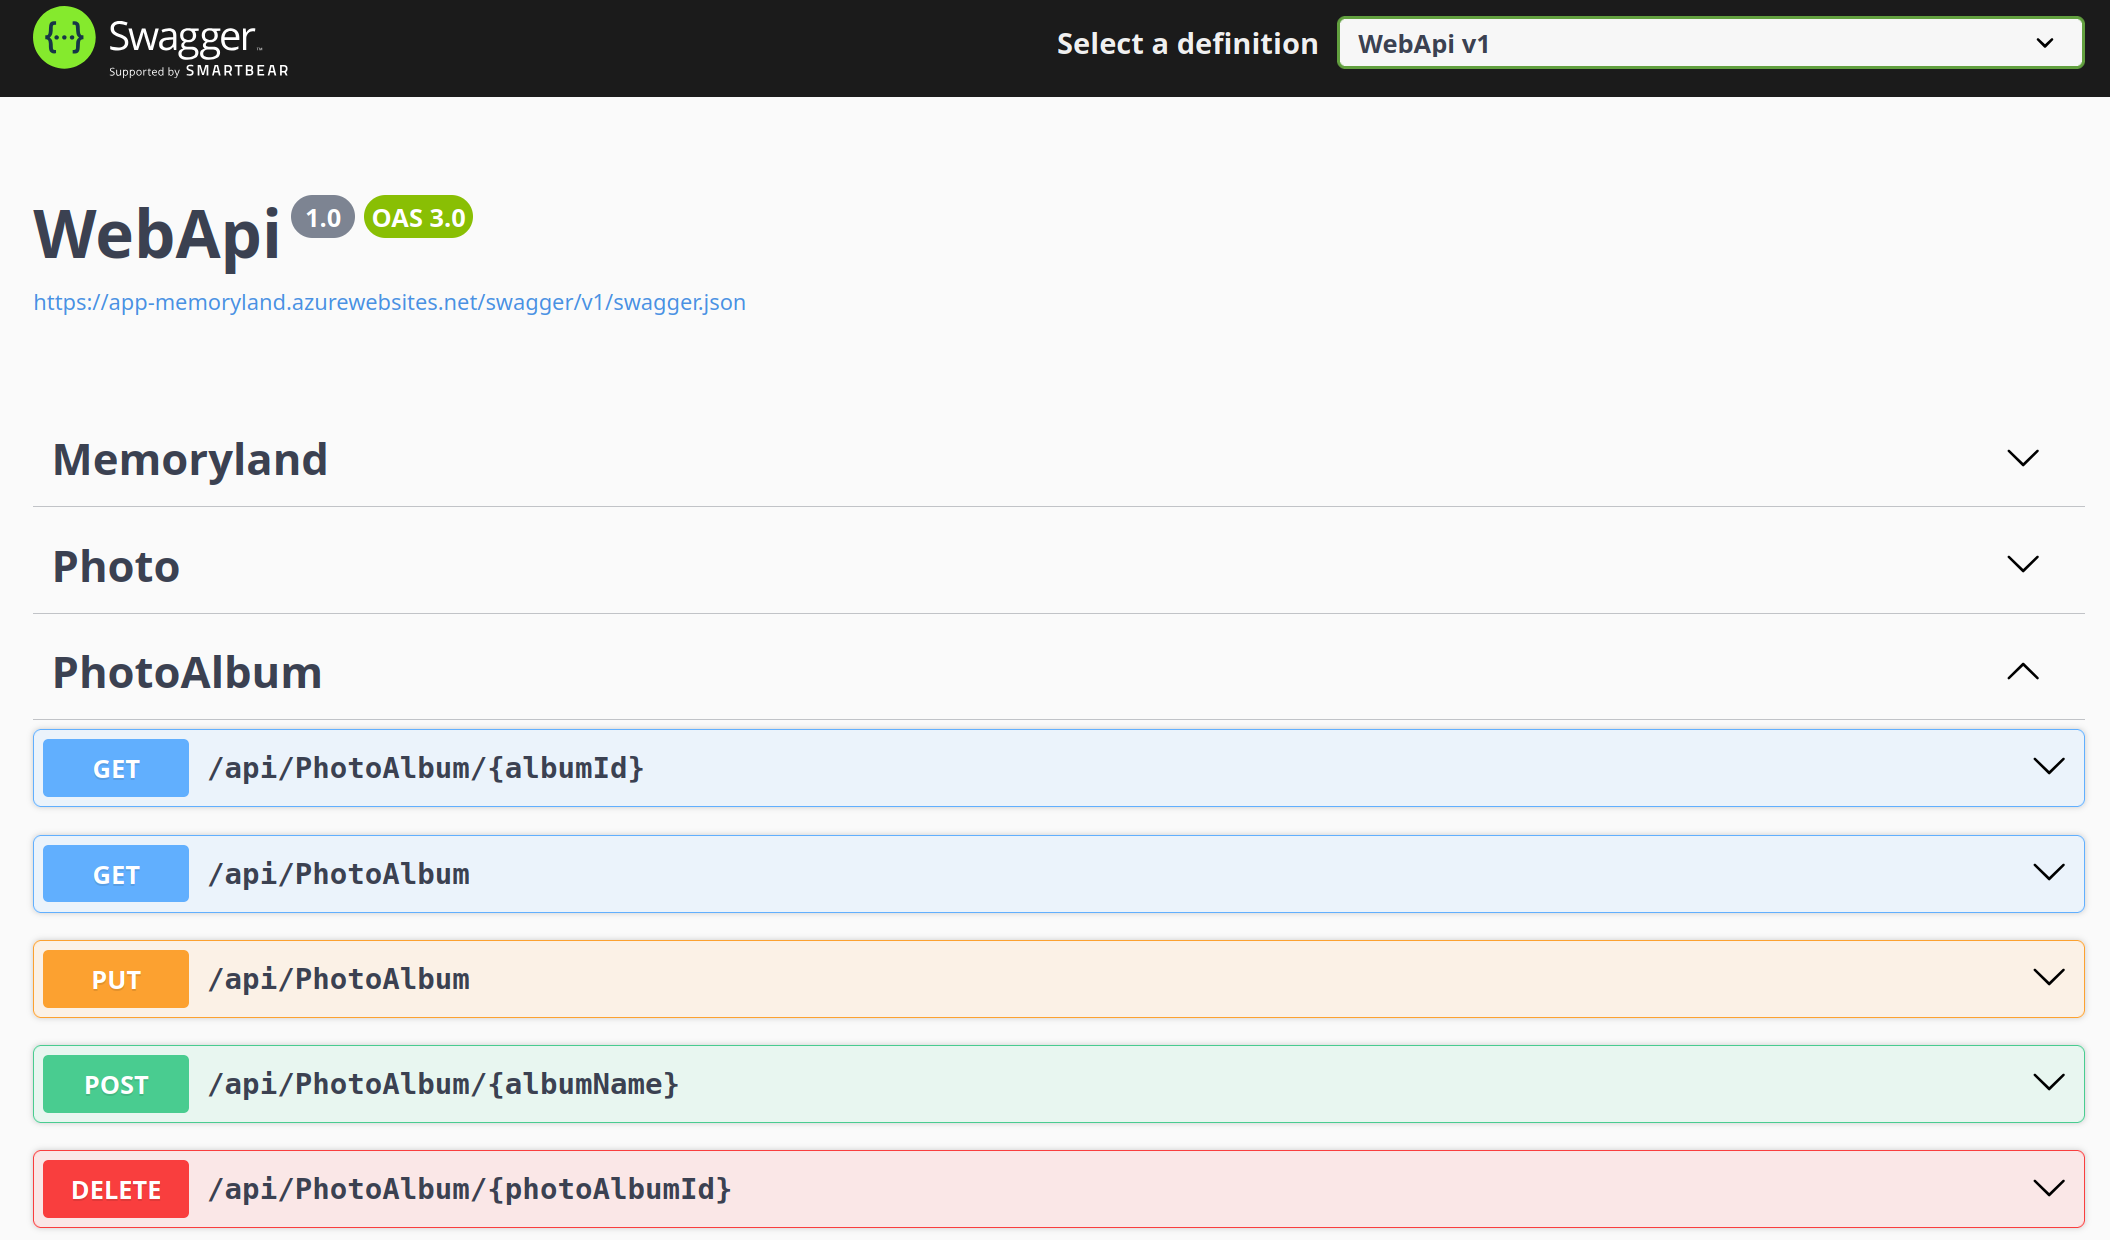 Swagger™
Supported by SMARTBEAR
Select a definition
WebApi v1
WebApi 1.0 OAS 3.0
https://app-memoryland.azurewebsites.net/swagger/v1/swagger.json
Memoryland
Photo
PhotoAlbum
GET /api/PhotoAlbum/{albumId}
GET /api/PhotoAlbum
PUT /api/PhotoAlbum
POST /api/PhotoAlbum/{albumName}
DELETE /api/PhotoAlbum/{photoAlbumId}